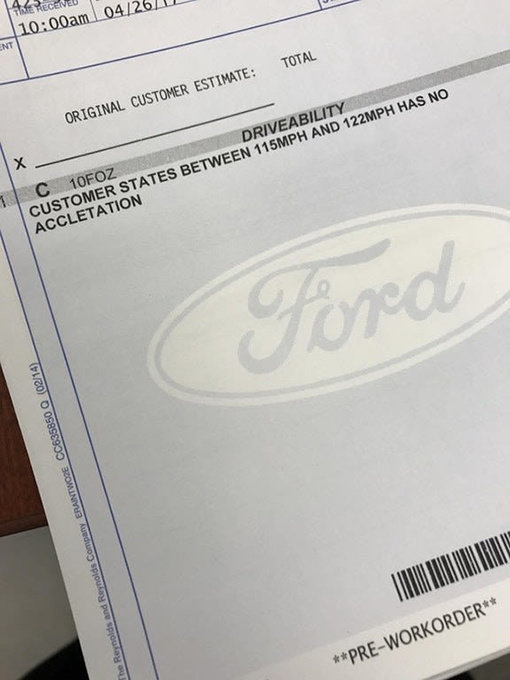 TIME RECEIVED
10:00am 04/26/17
ORIGINAL CUSTOMER ESTIMATE: TOTAL
X
DRIVEABILITY
C 10FOZ
CUSTOMER STATES BETWEEN 115MPH AND 122MPH HAS NO
ACCLETATION
Ford
The Reynolds and Reynolds Company ERAINTWO2E CC635850 Q (02/14)
**PRE-WORKORDER**